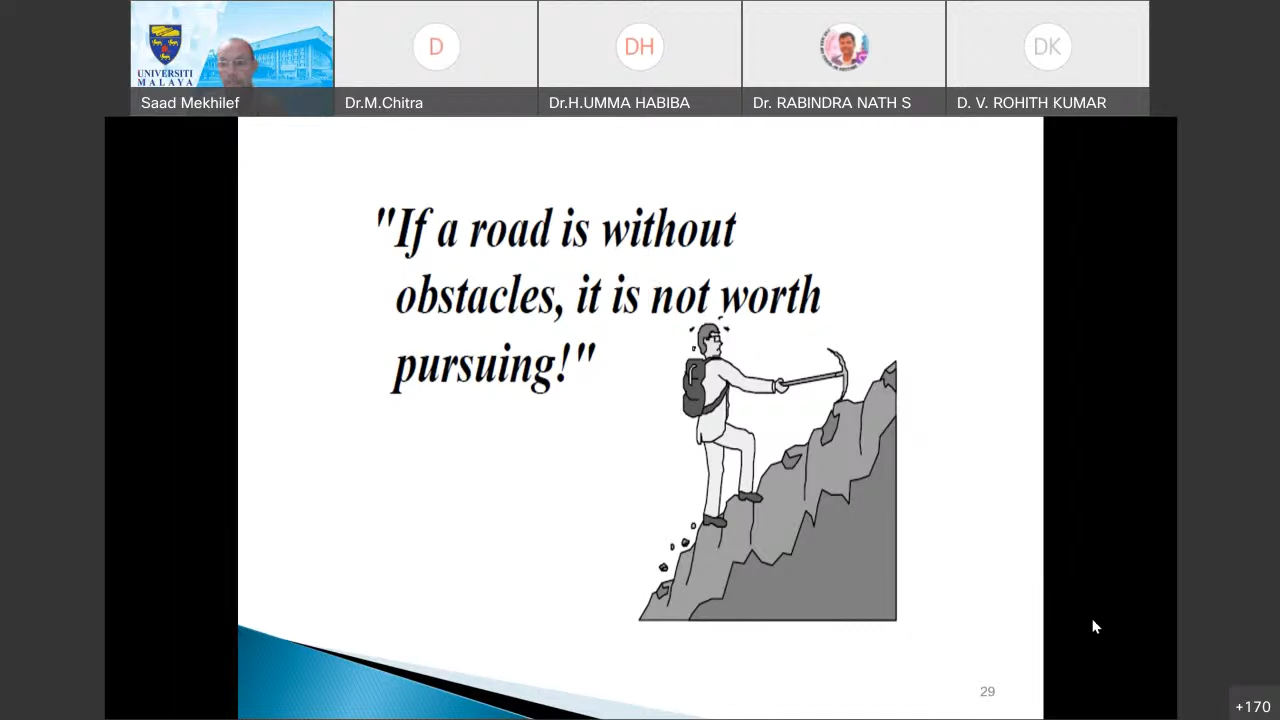 UNIVERSITI
MALAYA
Saad Mekhilef
D
Dr.M.Chitra
DH
Dr.H.UMMA HABIBA
Dr. RABINDRA NATH S
DK
D. V. ROHITH KUMAR
"If a road is without
obstacles, it is not worth
pursuing!"
29
+170